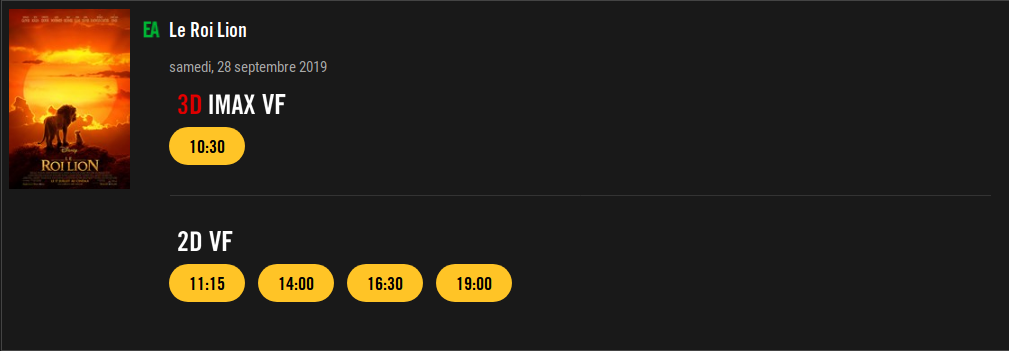 EA Le Roi Lion
samedi, 28 septembre 2019
3D IMAX VF
10:30
2D VF
11:15 14:00 16:30 19:00
Disney
LE
ROI LION